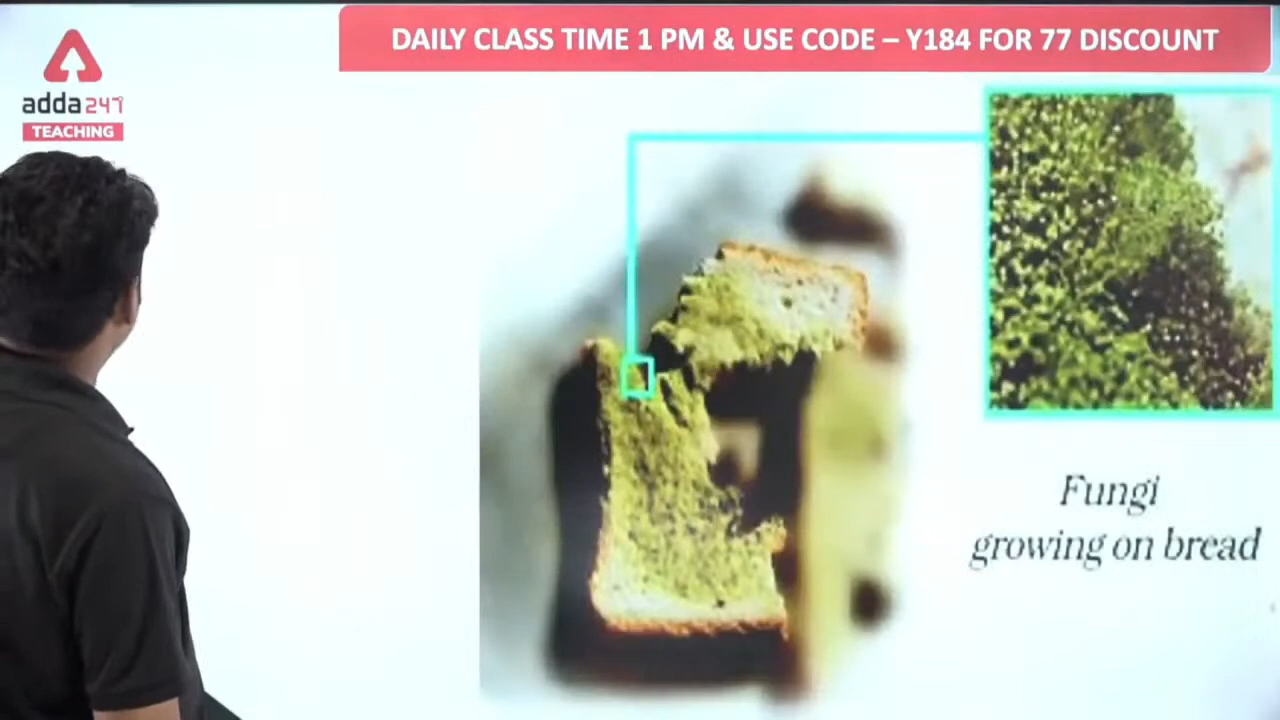 DAILY CLASS TIME 1 PM & USE CODE – Y184 FOR 77 DISCOUNT
adda247
TEACHING
Fungi
growing on bread